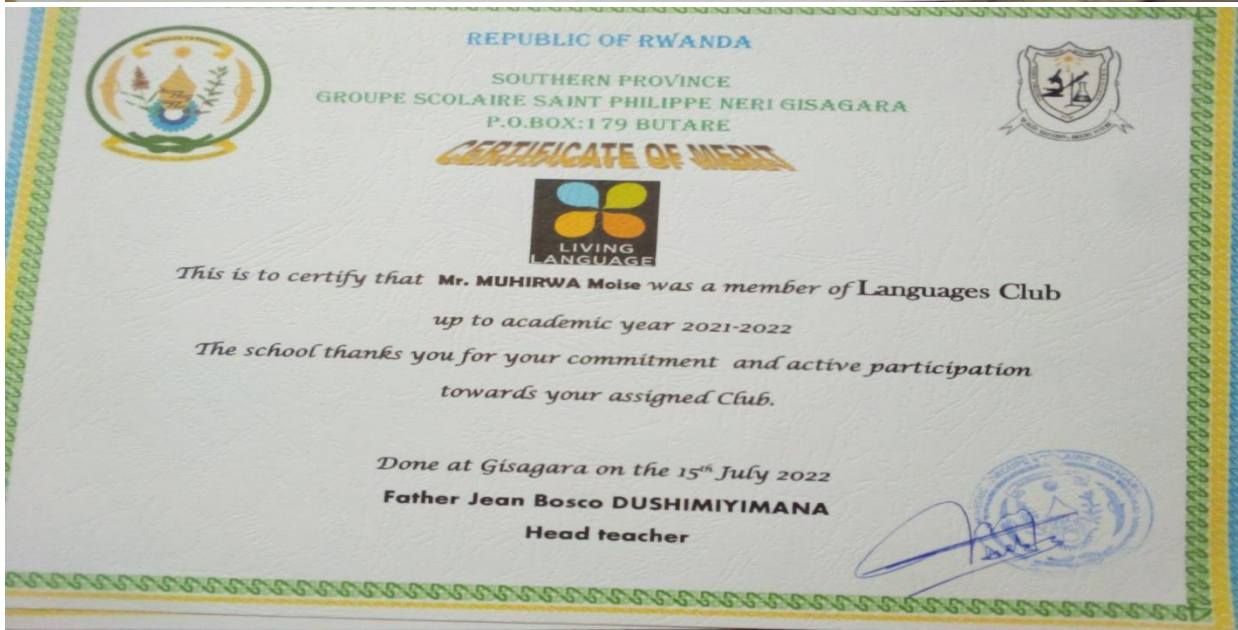 REPUBLIC OF RWANDA
SOUTHERN PROVINCE
GROUPE SCOLAIRE SAINT PHILIPPE NERI GISAGARA
P.O.BOX:179 BUTARE
CERTIFICATE OF MERIT
LIVING
LANGUAGE
This is to certify that Mr. MUHIRWA Moise was a member of Languages Club
up to academic year 2021-2022
The school thanks you for your commitment and active participation
towards your assigned Club.
Done at Gisagara on the 15th July 2022
Father Jean Bosco DUSHIMIYIMANA
Head teacher